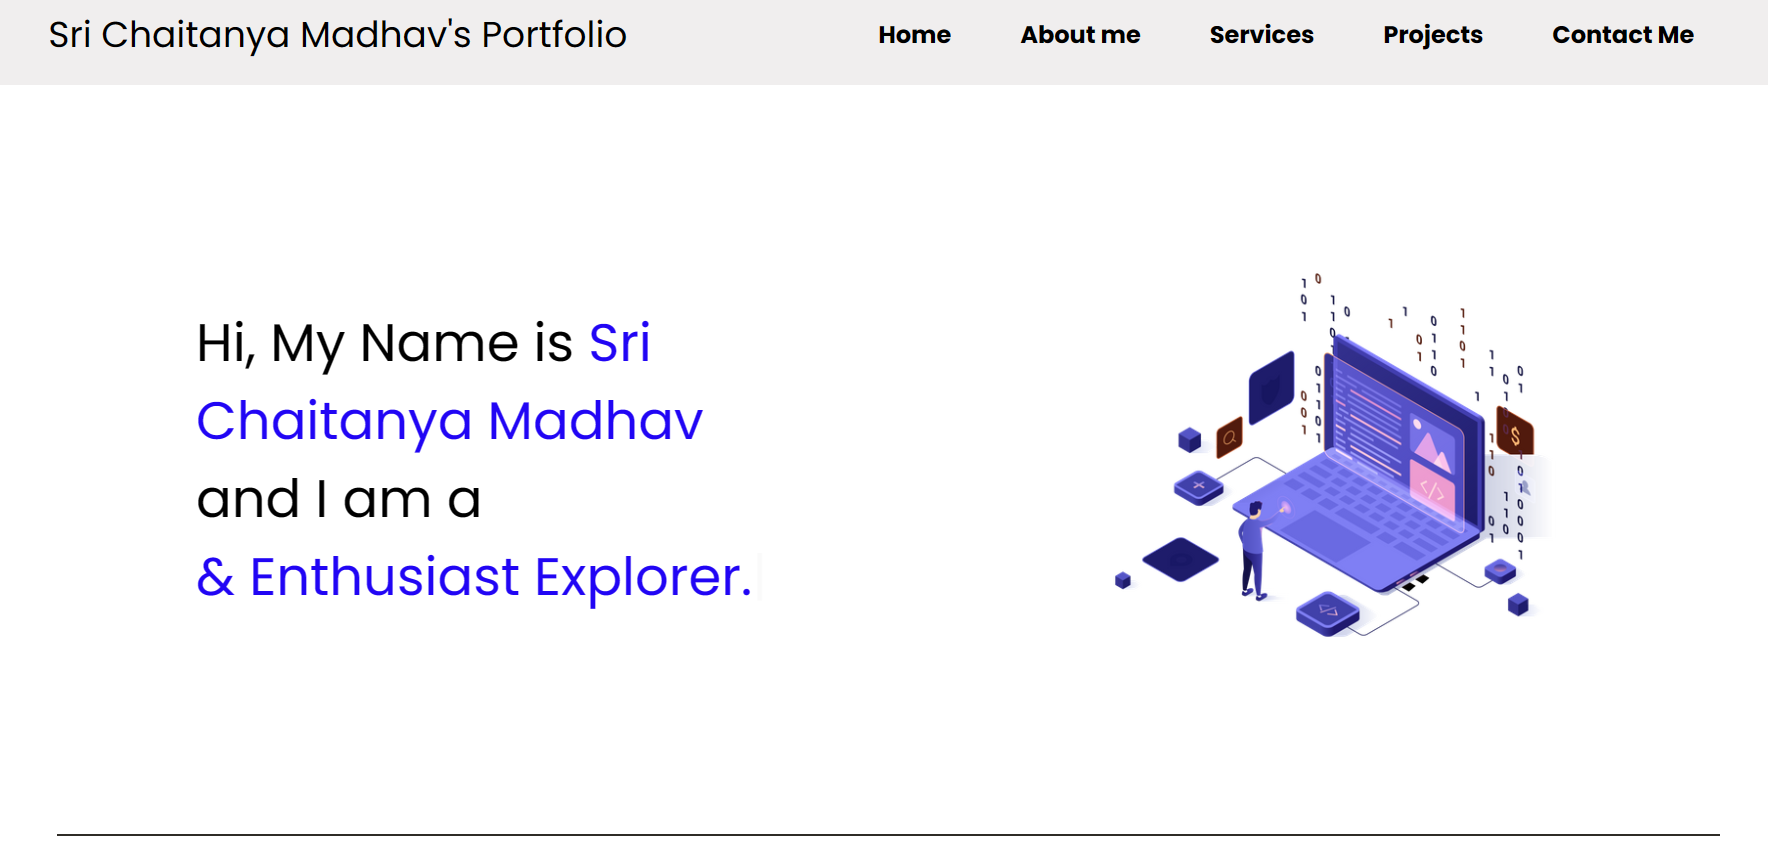 Sri Chaitanya Madhav's Portfolio
Home About me Services Projects Contact Me
Hi, My Name is Sri
Chaitanya Madhav
and I am a
& Enthusiast Explorer.
$
</>
</>